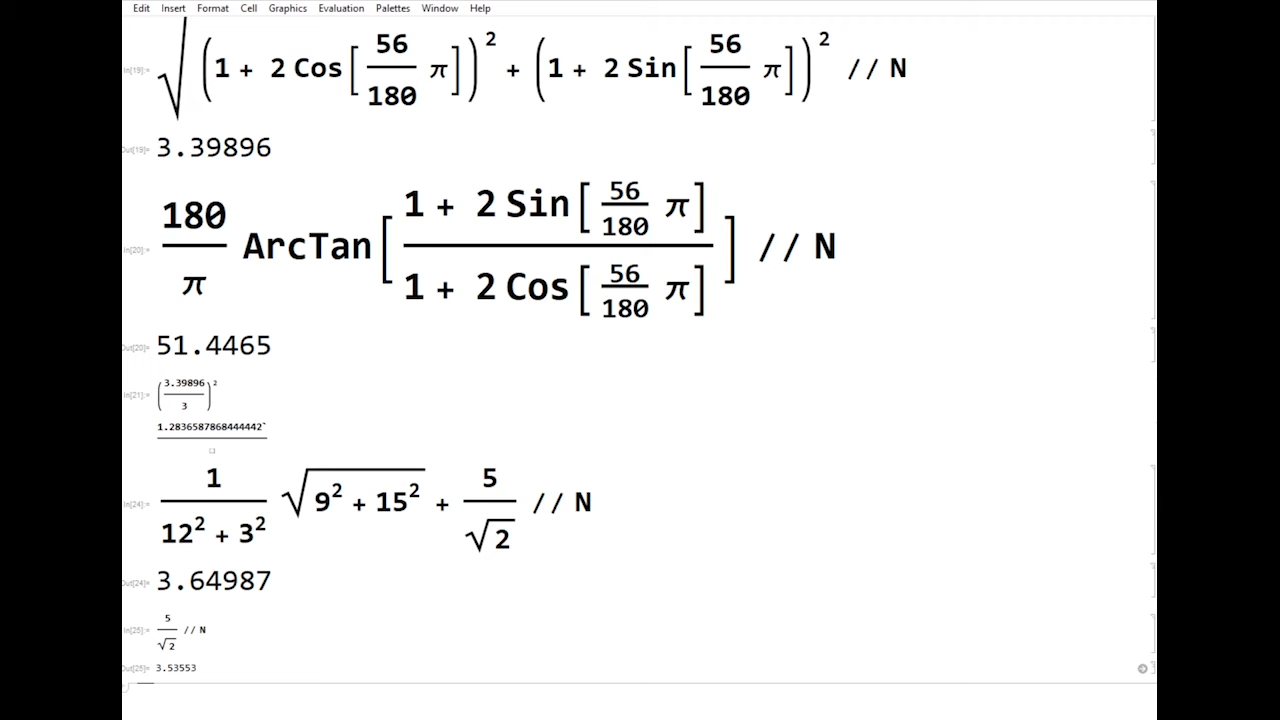 Edit Insert Format Cell Graphics Evaluation Palettes Window Help
In[19]:= √((1 + 2 Cos[56/180 π])² + (1 + 2 Sin[56/180 π])²) // N
Out[19]= 3.39896
In[20]:= 180/π ArcTan[(1 + 2 Sin[56/180 π])/(1 + 2 Cos[56/180 π])] // N
Out[20]= 51.4465
In[21]:= (3.39896/3)²
1.2836587868444442`/□
In[24]:= 1/(12² + 3²) √(9² + 15²) + 5/√2 // N
Out[24]= 3.64987
In[25]:= 5/√2 // N
Out[25]= 3.53553